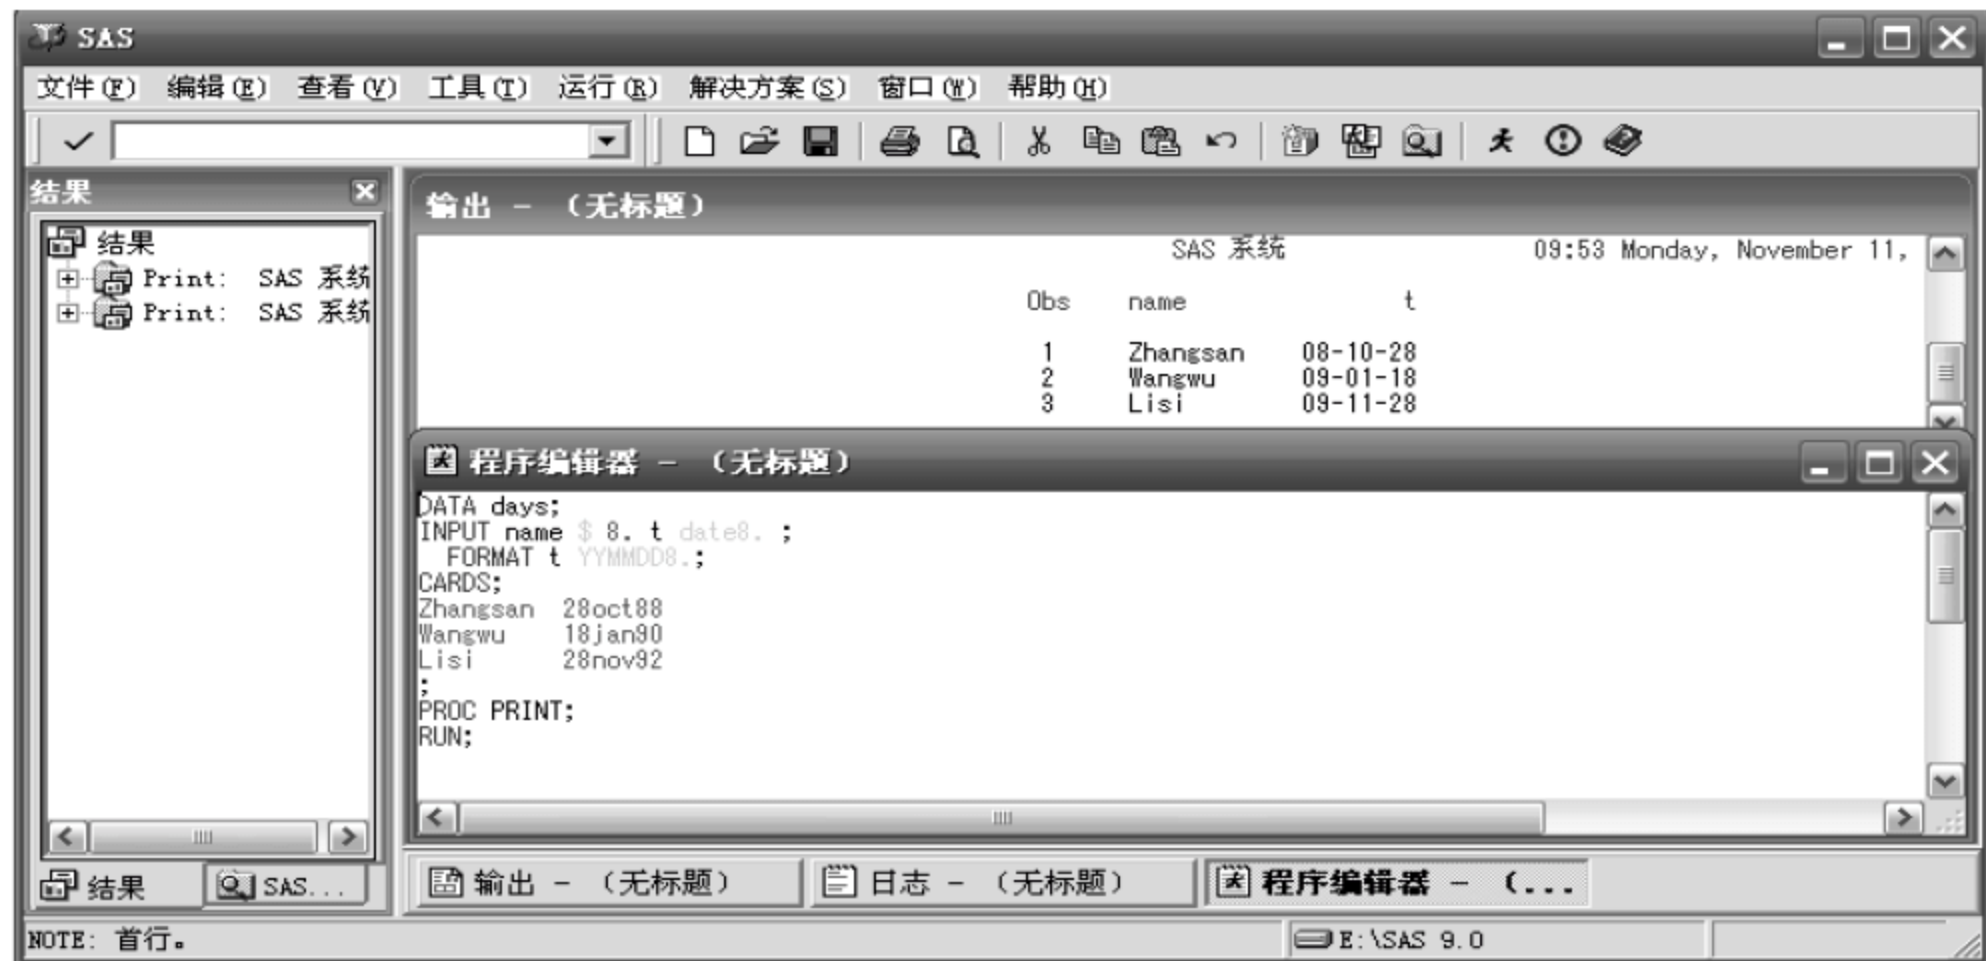 SAS
文件(F) 编辑(E) 查看(V) 工具(T) 运行(R) 解决方案(S) 窗口(W) 帮助(H)
结果
结果
Print: SAS 系统
Print: SAS 系统
输出 - （无标题）
SAS 系统 09:53 Monday, November 11,
Obs name t
1 Zhangsan 08-10-28
2 Wangwu 09-01-18
3 Lisi 09-11-28
程序编辑器 - （无标题）
DATA days;
INPUT name $ 8. t date8. ;
FORMAT t YYMMDD8.;
CARDS;
Zhangsan 28oct88
Wangwu 18jan90
Lisi 28nov92
;
PROC PRINT;
RUN;
结果 SAS...
输出 - （无标题） 日志 - （无标题） 程序编辑器 - （...
NOTE: 首行。 E:\SAS 9.0